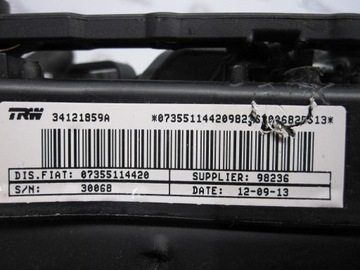 TRW 34121859A
DIS.FIAT: 07355114420 SUPPLIER: 98236
S/N: 30068 DATE: 12-09-13